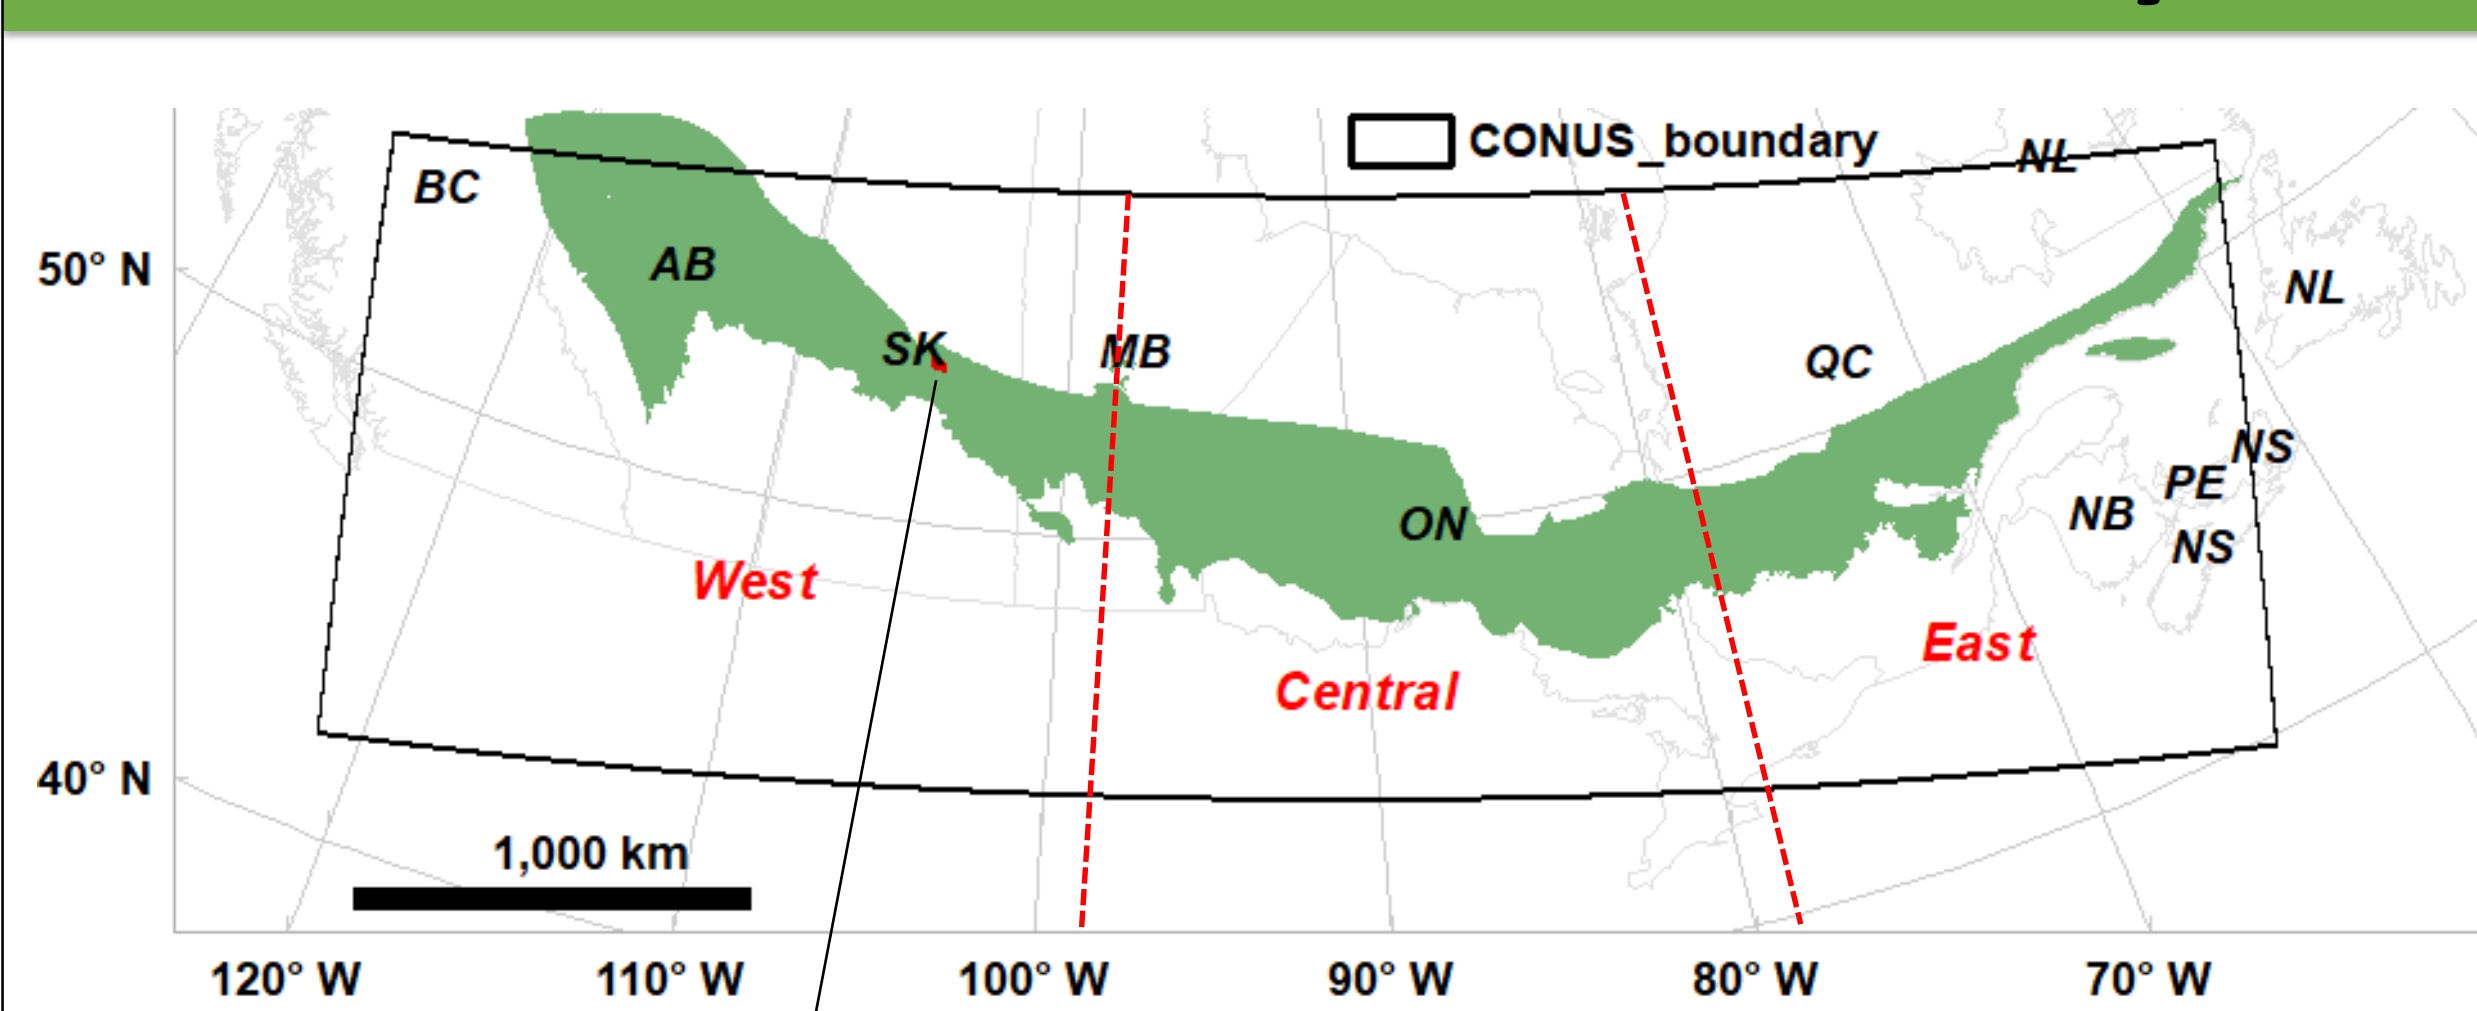 CONUS_boundary
NL
BC
50° N
AB
NL
SK
MB
QC
NS
PE
ON
NB
NS
West
East
Central
40° N
1,000 km
120° W
110° W
100° W
90° W
80° W
70° W